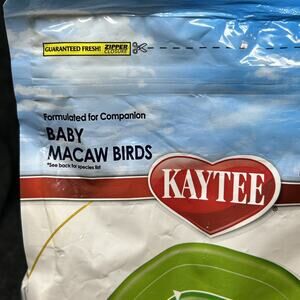 GUARANTEED FRESH! ZIPPER CLOSURE
Formulated for Companion
BABY
MACAW BIRDS
*See back for species list
KAYTEE®